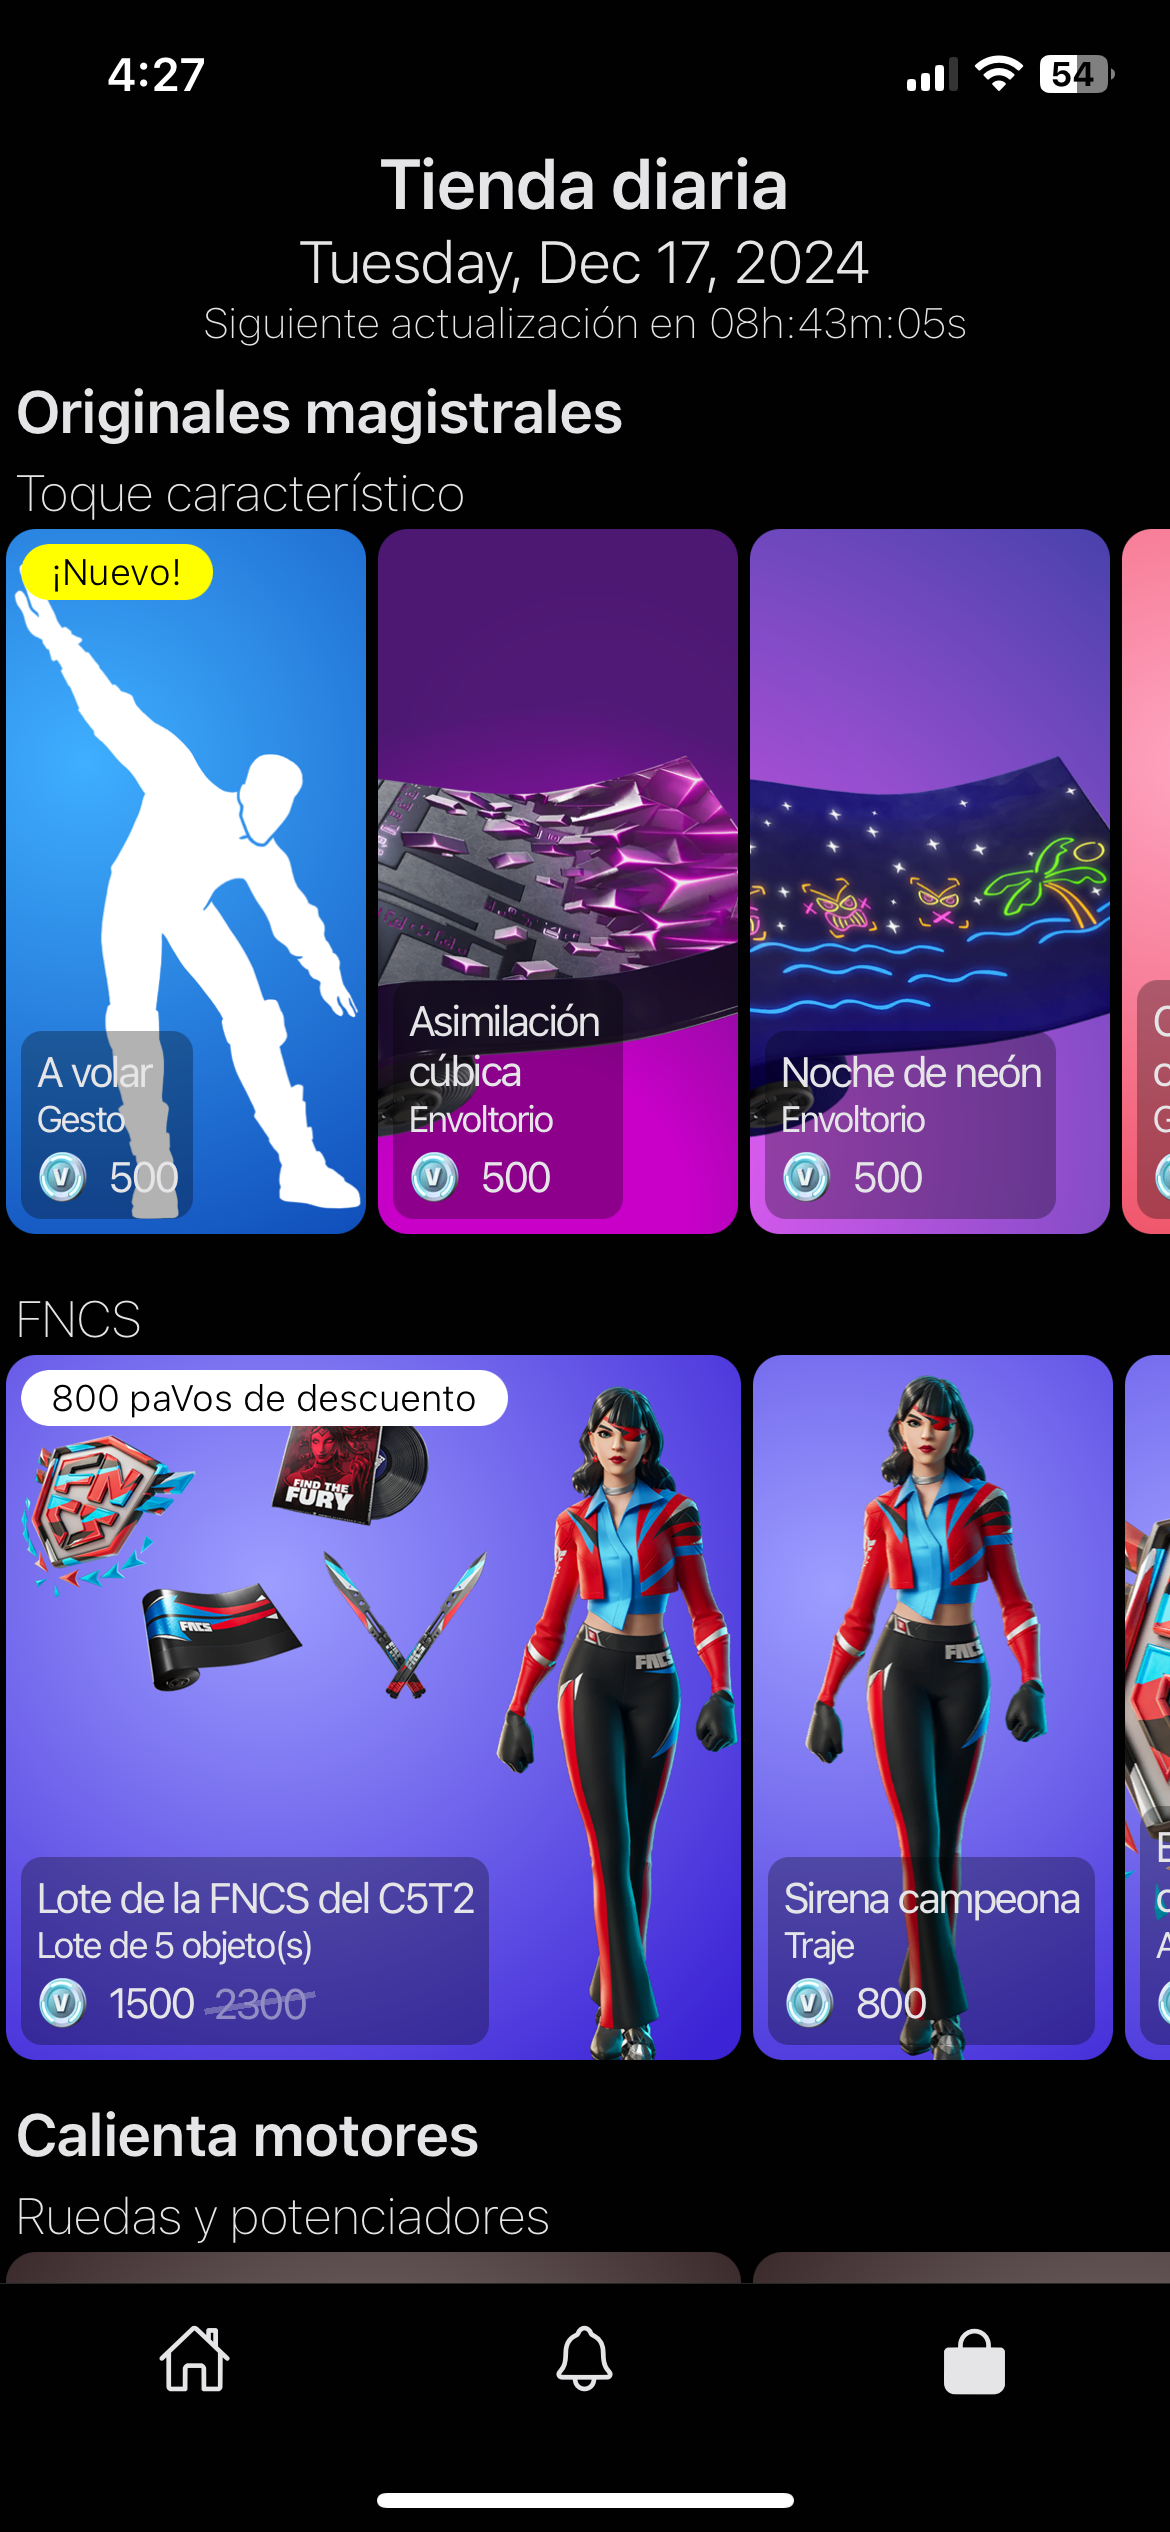 4:27
54
Tienda diaria
Tuesday, Dec 17, 2024
Siguiente actualización en 08h:43m:05s
Originales magistrales
Toque característico
¡Nuevo!
A volar
Gesto
500
Asimilación
cúbica
Envoltorio
500
Noche de neón
Envoltorio
500
FNCS
800 paVos de descuento
FNCS
FIND THE
FURY
FNCS
FNCS
FNCS
Lote de la FNCS del C5T2
Lote de 5 objeto(s)
1500 2300
Sirena campeona
Traje
800
Calienta motores
Ruedas y potenciadores